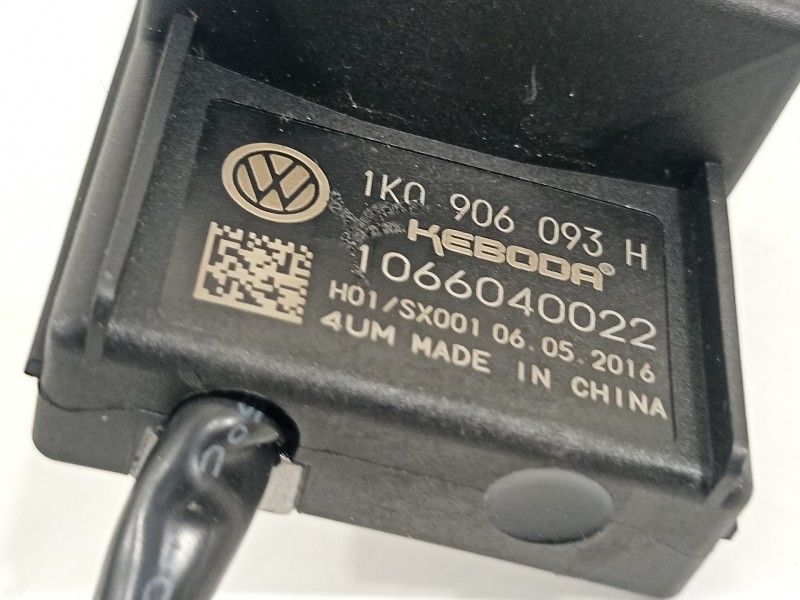 1K0 906 093 H
KEBODA®
1066040022
H01/SX001 06.05.2016
4UM MADE IN CHINA